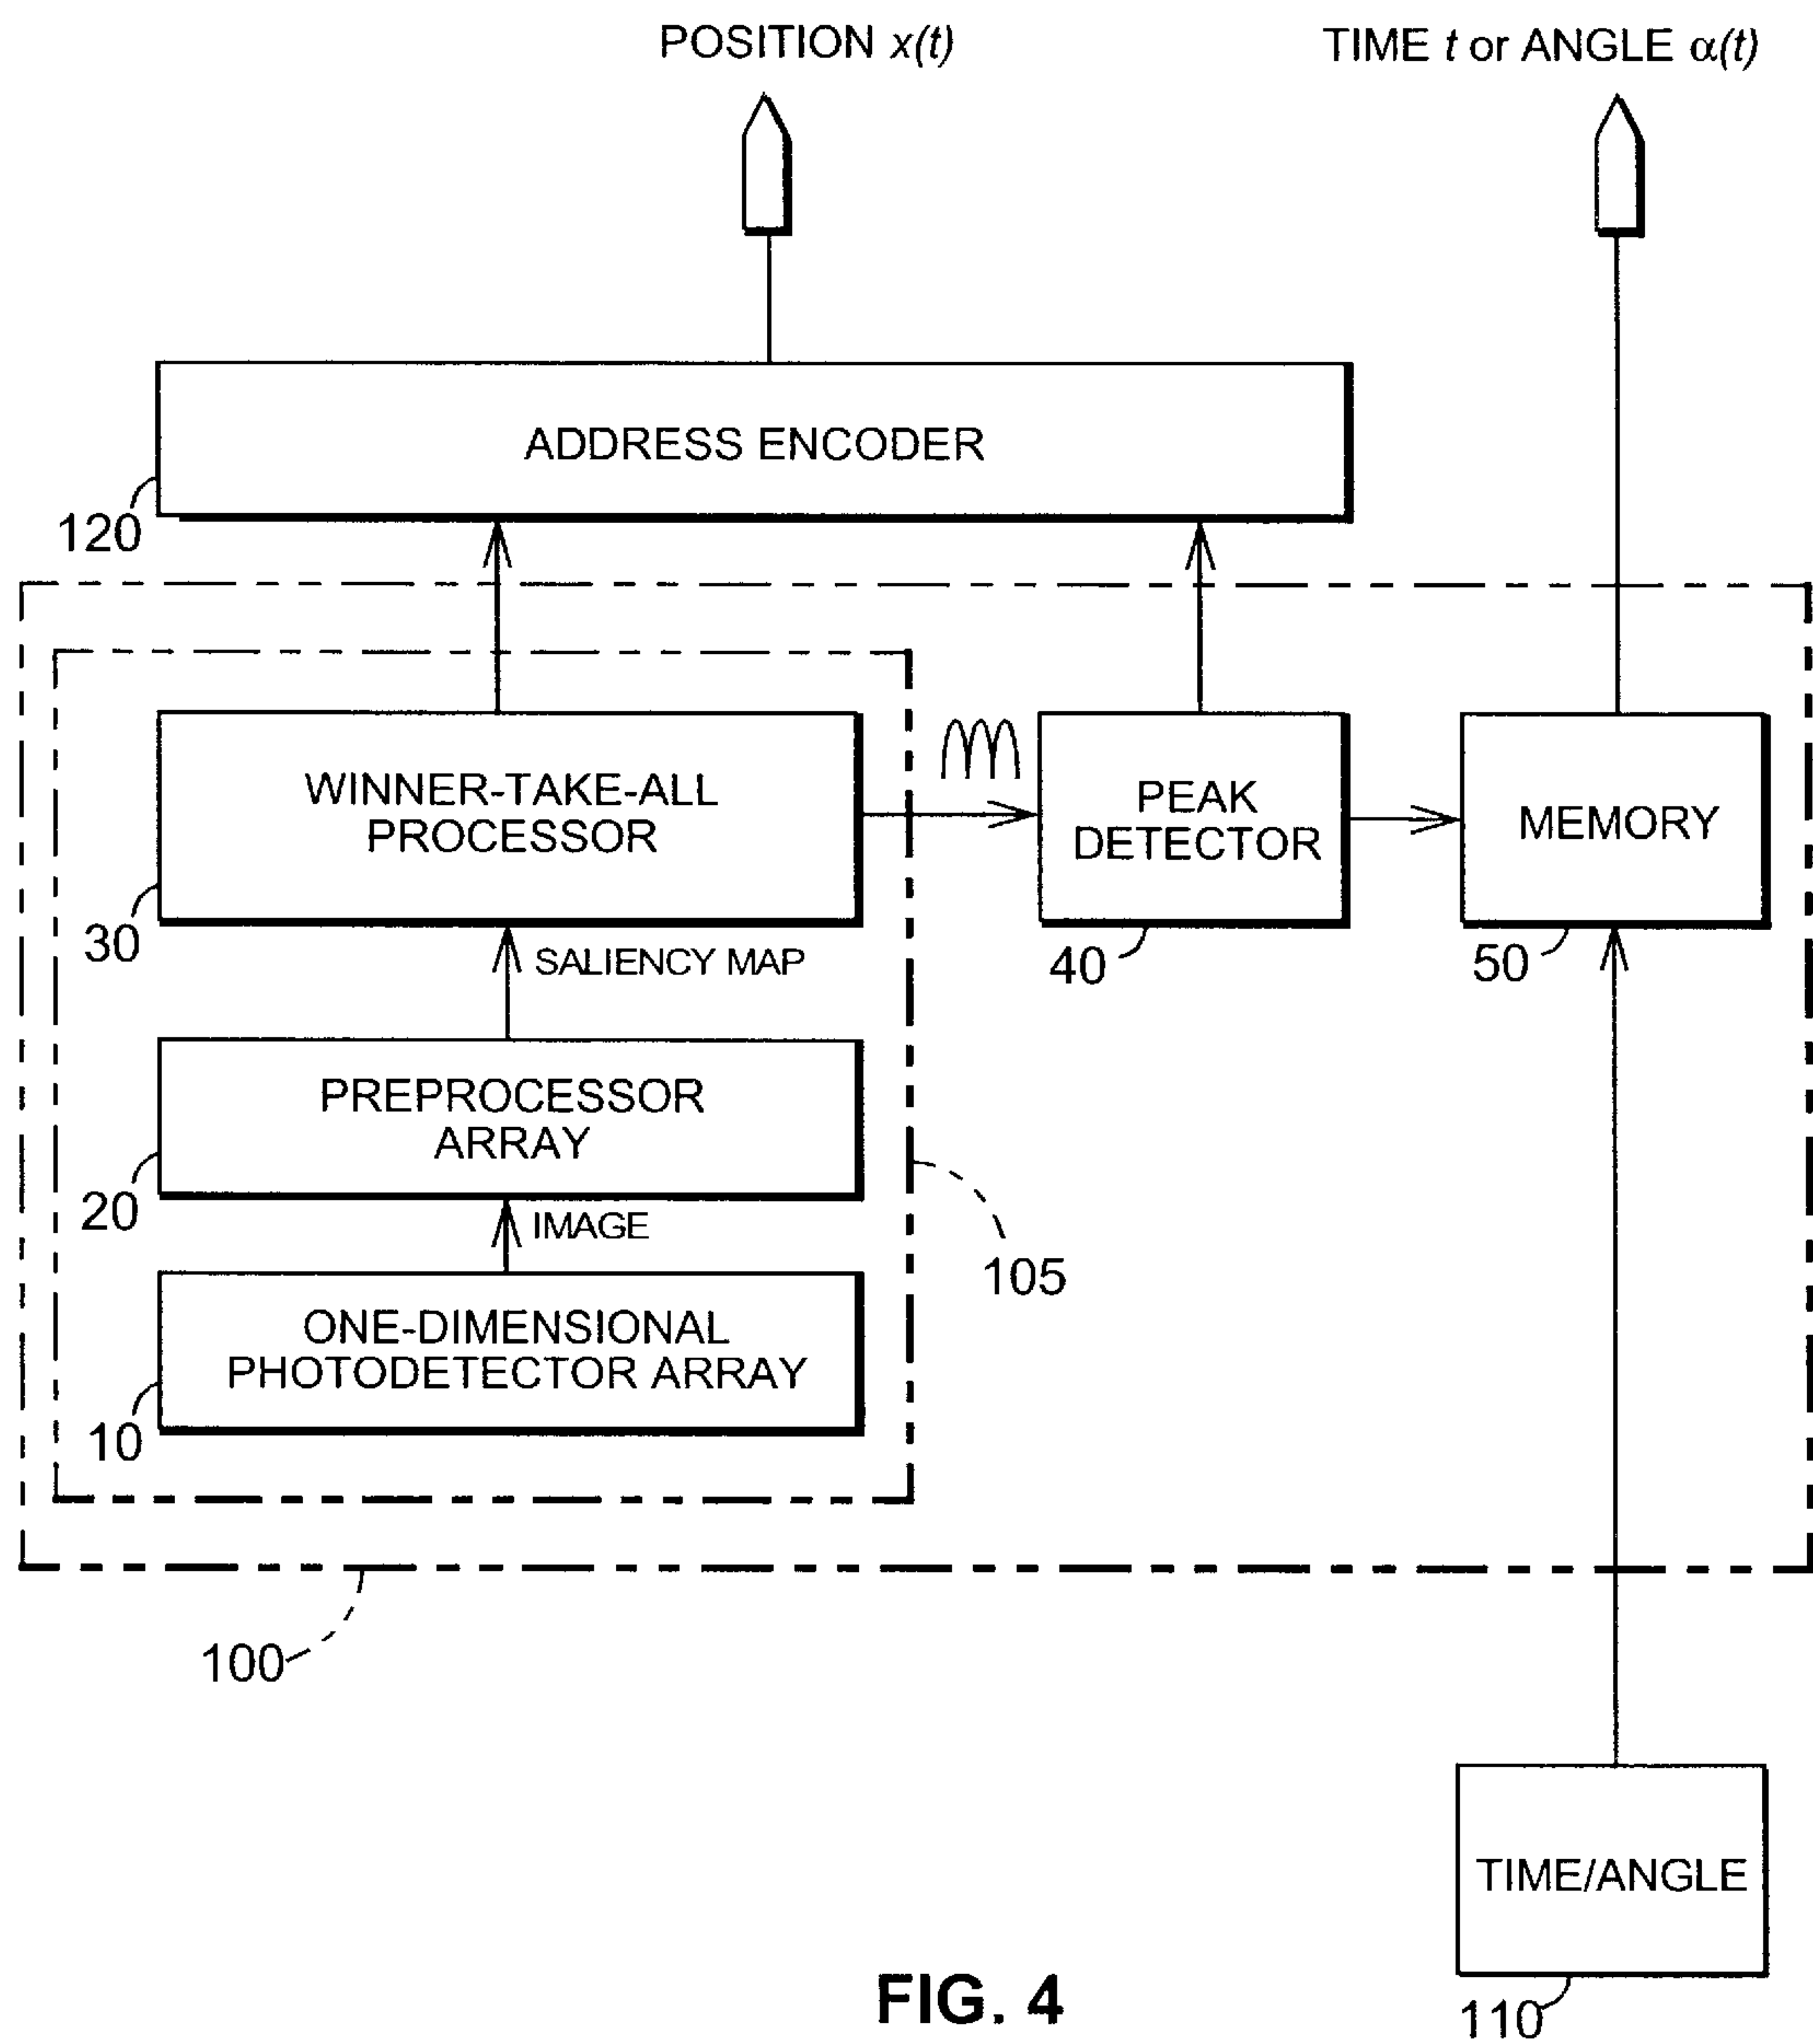 POSITION x(t)
TIME t or ANGLE α(t)
ADDRESS ENCODER
120
WINNER-TAKE-ALL
PROCESSOR
30
PEAK
DETECTOR
40
MEMORY
50
SALIENCY MAP
PREPROCESSOR
ARRAY
20
IMAGE
105
ONE-DIMENSIONAL
PHOTODETECTOR ARRAY
10
100
TIME/ANGLE
110
FIG. 4